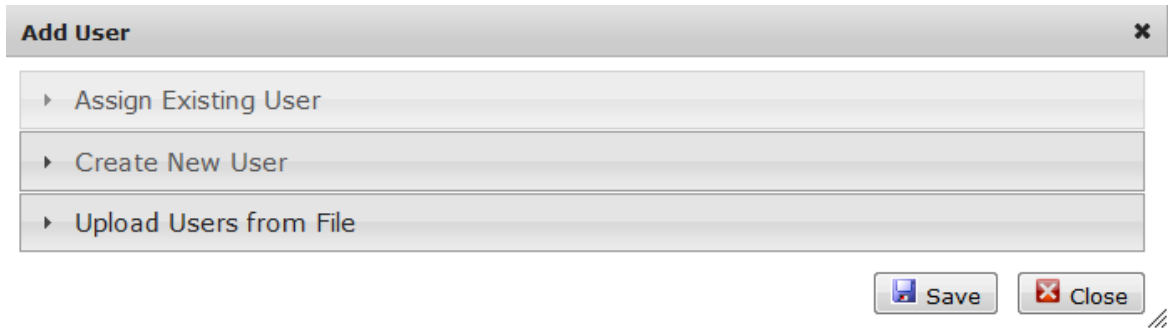 Add User
Assign Existing User
Create New User
Upload Users from File
Save Close